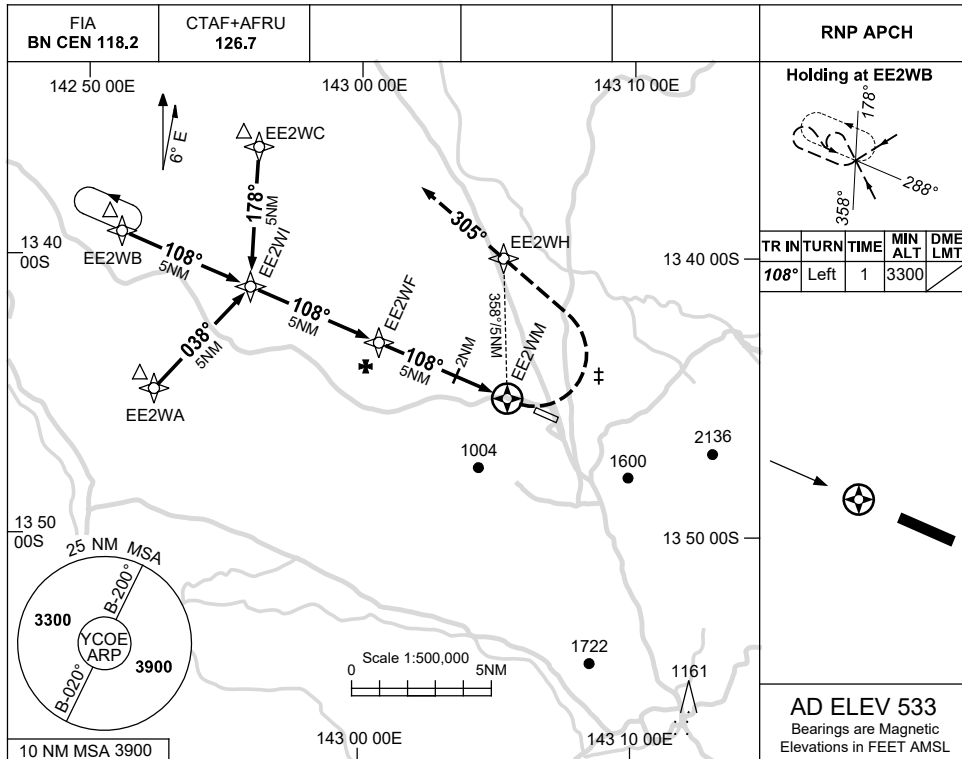 FIA
BN CEN 118.2
CTAF+AFRU
126.7
RNP APCH
142 50 00E
143 00 00E
143 10 00E
6° E
EE2WC
178°
5NM
EE2WB
108°
5NM
EE2WI
13 40
00S
038°
5NM
EE2WA
108°
5NM
EE2WF
108°
5NM
2NM
305°
EE2WH
358°/5NM
EE2WM
13 40 00S
1004
1600
2136
13 50
00S
13 50 00S
25 NM MSA
B-200°
3300
YCOE
ARP
3900
B-020°
10 NM MSA 3900
Scale 1:500,000
0 5NM
1722
1161
143 00 00E
143 10 00E
Holding at EE2WB
178°
288°
358°
TR IN TURN TIME MIN ALT DME LMT
108° Left 1 3300
AD ELEV 533
Bearings are Magnetic
Elevations in FEET AMSL